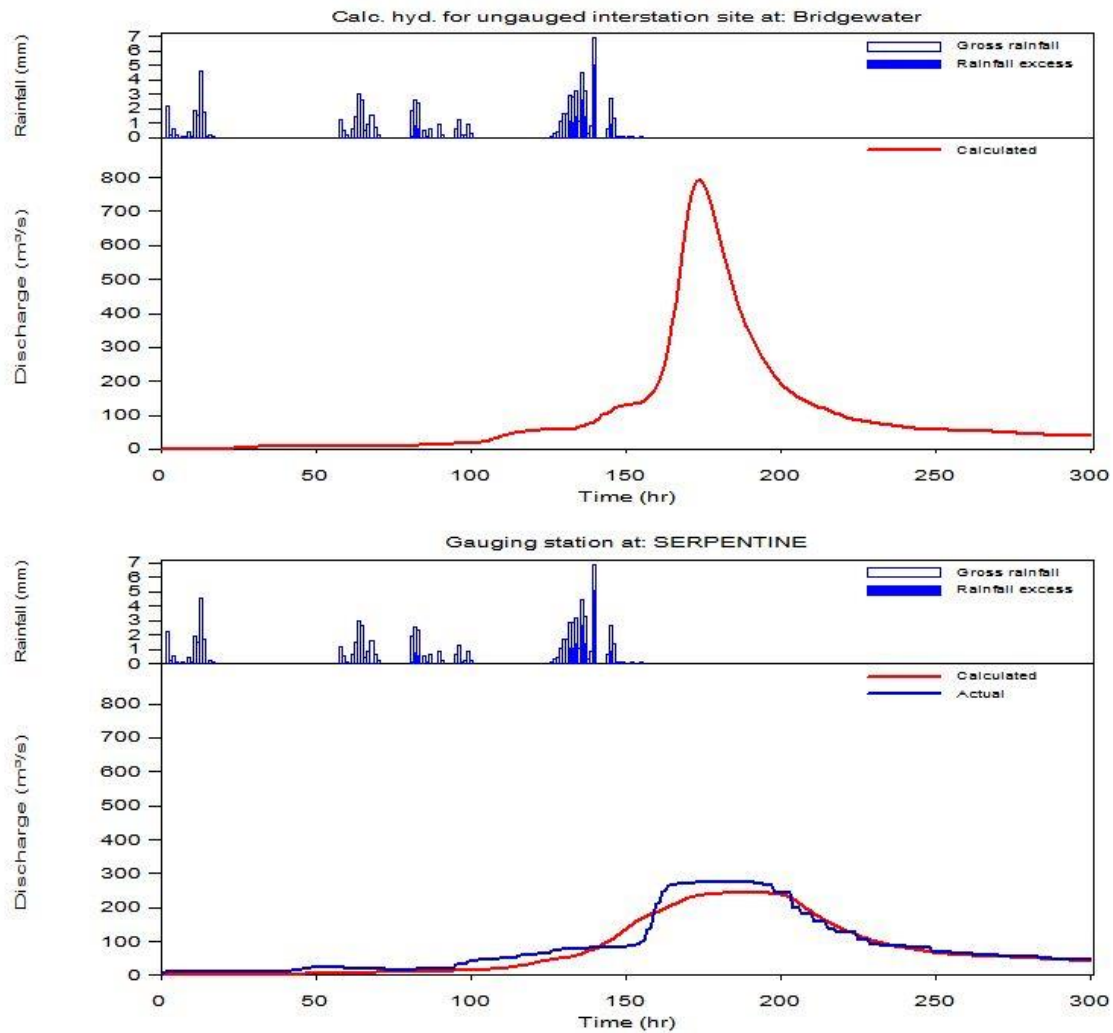 Calc. hyd. for ungauged interstation site at: Bridgewater
Rainfall (mm)
7
6
5
4
3
2
1
0
Gross rainfall
Rainfall excess
Discharge (m³/s)
800
700
600
500
400
300
200
100
0
Calculated
0 50 100 150 200 250 300
Time (hr)
Gauging station at: SERPENTINE
Rainfall (mm)
7
6
5
4
3
2
1
0
Gross rainfall
Rainfall excess
Discharge (m³/s)
800
700
600
500
400
300
200
100
0
Calculated
Actual
0 50 100 150 200 250 300
Time (hr)